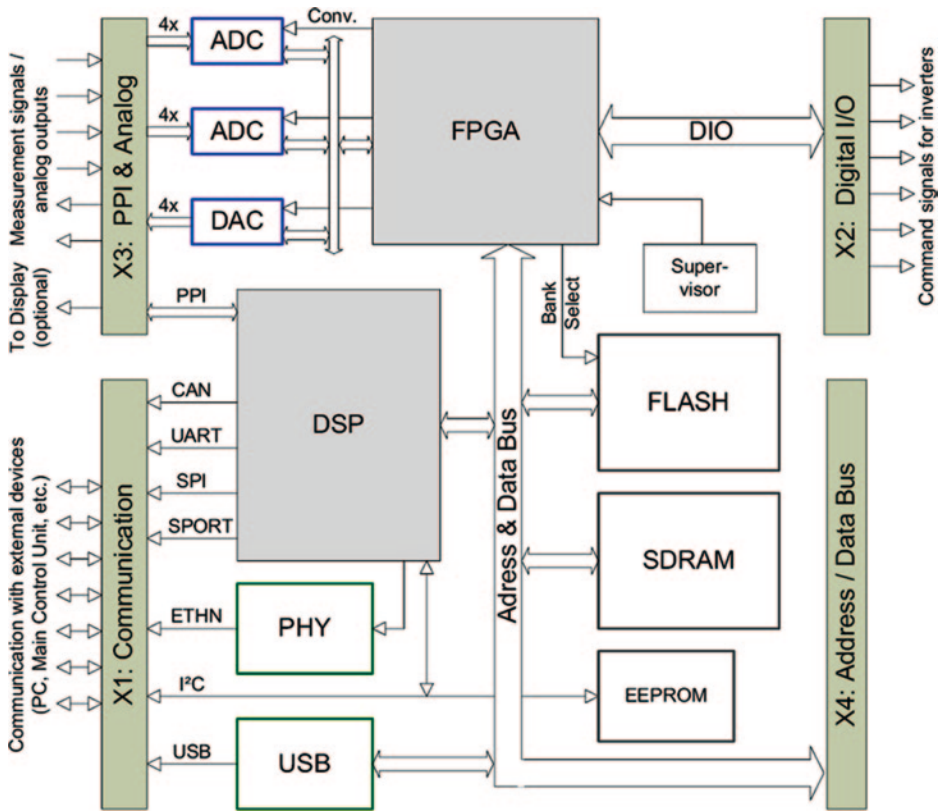 Measurement signals /
analog outputs
To Display
(optional)
X3: PPI & Analog
4x
ADC
Conv.
4x
ADC
4x
DAC
PPI
FPGA
DIO
X2: Digital I/O
Command signals for inverters
Super-
visor
Bank
Select
DSP
CAN
UART
SPI
SPORT
ETHN
PHY
I²C
USB
USB
X1: Communication
Communication with external devices
(PC, Main Control Unit, etc.)
Adress & Data Bus
FLASH
SDRAM
EEPROM
X4: Address / Data Bus